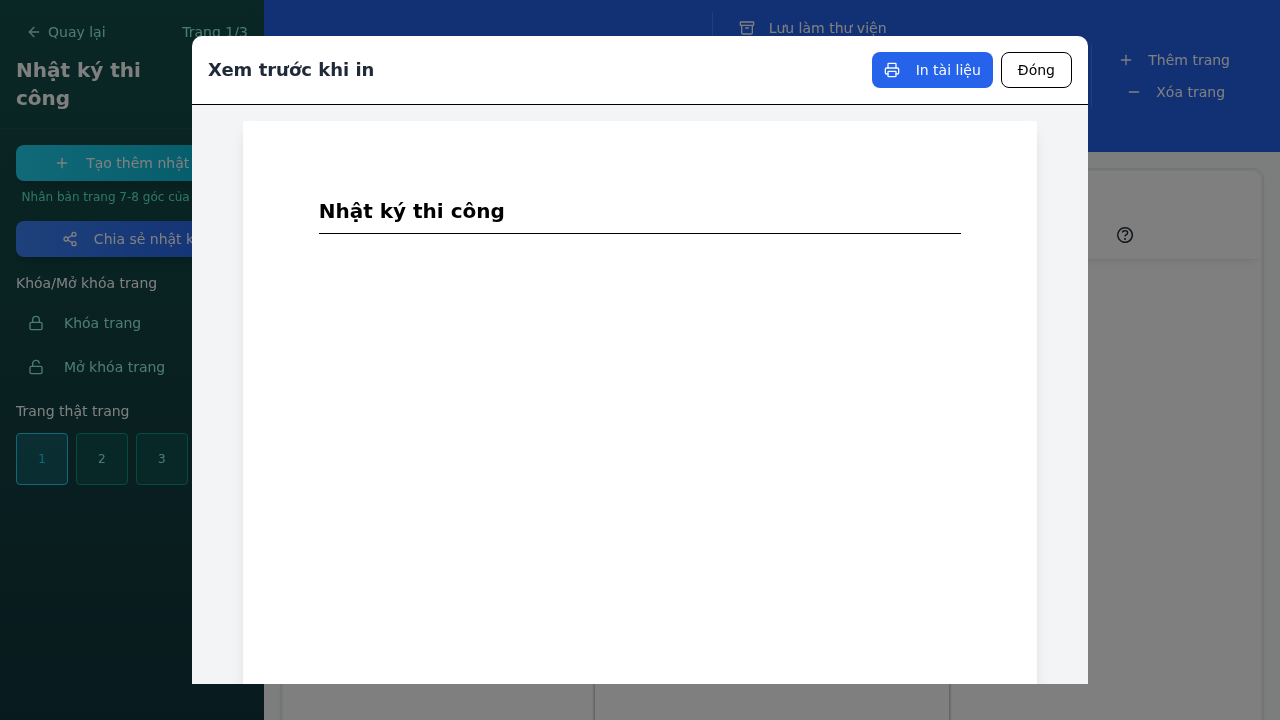 Quay lại
Trang 1/3
Nhật ký thi
công
Tạo thêm nhật
Nhân bản trang 7-8 góc của
Chia sẻ nhật k
Khóa/Mở khóa trang
Khóa trang
Mở khóa trang
Trang thật trang
1
2
3
Lưu làm thư viện
Thêm trang
Xóa trang
Xem trước khi in
In tài liệu
Đóng
Nhật ký thi công